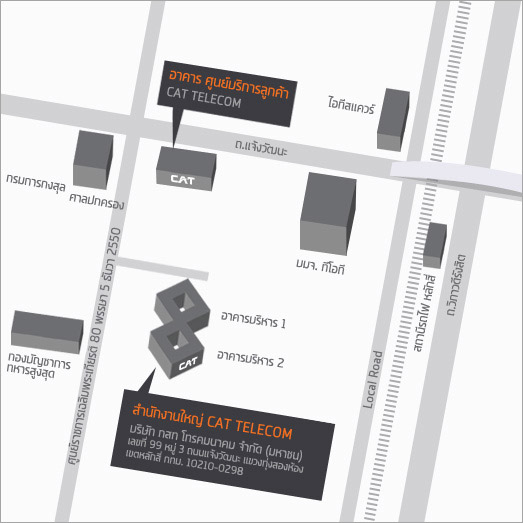 อาคาร ศูนย์บริการลูกค้า
CAT TELECOM
ไอทีสแควร์
ถ.แจ้งวัฒนะ
CAT
กรมการกงสุล
ศาลปกครอง
บมจ. ทีโอที
ศูนย์ราชการเฉลิมพระเกียรติ 80 พรรษา 5 ธันวา 2550
สถานีรถไฟ หลักสี่
ถ.วิภาวดีรังสิต
อาคารบริหาร 1
อาคารบริหาร 2
CAT
กองบัญชาการ
ทหารสูงสุด
Local Road
สำนักงานใหญ่ CAT TELECOM
บริษัท กสท โทรคมนาคม จำกัด (มหาชน)
เลขที่ 99 หมู่ 3 ถนนแจ้งวัฒนะ แขวงทุ่งสองห้อง
เขตหลักสี่ กทม. 10210-0298